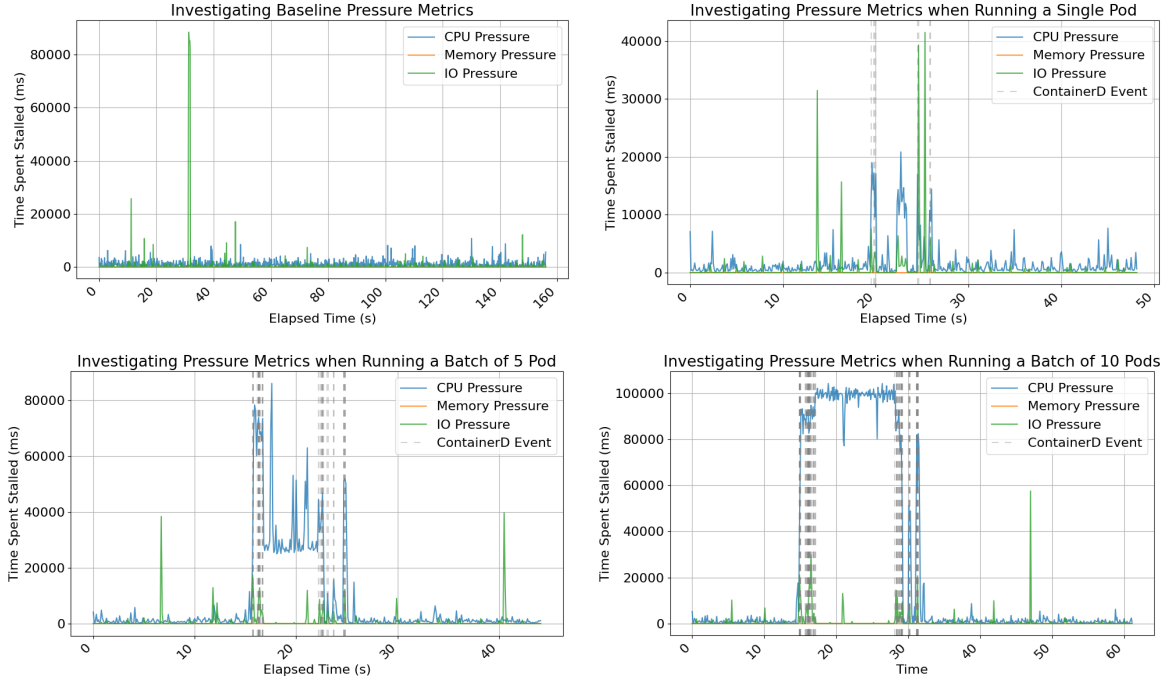 Investigating Baseline Pressure Metrics
Time Spent Stalled (ms)
80000
60000
40000
20000
0
CPU Pressure
Memory Pressure
IO Pressure
0
20
40
60
80
100
120
140
160
Elapsed Time (s)
Investigating Pressure Metrics when Running a Single Pod
Time Spent Stalled (ms)
40000
30000
20000
10000
0
CPU Pressure
Memory Pressure
IO Pressure
ContainerD Event
0
10
20
30
40
50
Elapsed Time (s)
Investigating Pressure Metrics when Running a Batch of 5 Pod
Time Spent Stalled (ms)
80000
60000
40000
20000
0
CPU Pressure
Memory Pressure
IO Pressure
ContainerD Event
0
10
20
30
40
Elapsed Time (s)
Investigating Pressure Metrics when Running a Batch of 10 Pods
Time Spent Stalled (ms)
100000
80000
60000
40000
20000
0
CPU Pressure
Memory Pressure
IO Pressure
ContainerD Event
0
10
20
30
40
50
60
Time